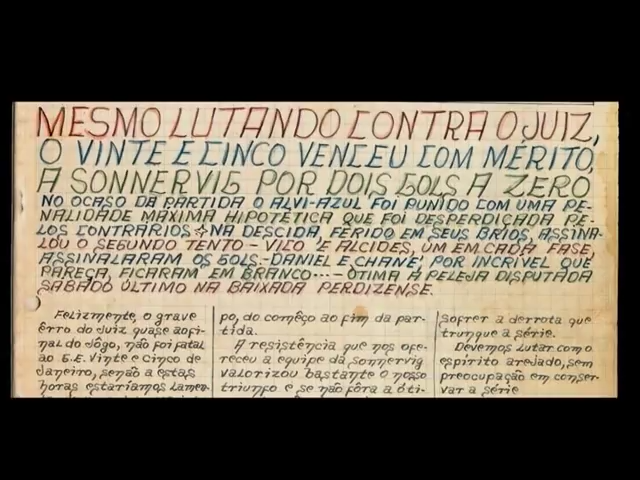 MESMO LUTANDO CONTRA O JUIZ,
O VINTE E CINCO VENCEU COM MÉRITO,
A SONNERVIG POR DOIS GOLS A ZERO
NO OCASO DA PARTIDA O ALVI-AZUL FOI PUNIDO COM UMA PE-
NALIDADE MÁXIMA HIPOTÉTICA QUE FOI DESPERDIÇADA PE-
LOS CONTRÁRIOS NA DESCIDA, FERIDO EM SEUS BRIOS, ASSINA-
LOU O SEGUNDO TENTO - VICO E ALCIDES, UM EM CADA FASE,
ASSINALARAM OS GOLS - DANIEL E CHANÉ, POR INCRÍVEL QUE
PAREÇA, FICARAM EM BRANCO...- ÓTIMA A PELEJA DISPUTADA
SÁBADO ÚLTIMO NA BAIXADA PERDIZENSE.
Felizmente, o grave
êrro do juiz quase ao fi-
nal do jôgo, não foi fatal
ao G.E. Vinte e Cinco de
Janeiro, senão a estas
horas estaríamos lamen-
po, do comêço ao fim da par-
tida.
A resistência que nos ofe-
receu a equipe da Sonnervig
valorizou bastante o nosso
triunfo e se não fôra a óti-
sofrer a derrota que
trunque a série.
Devemos lutar com o
espírito arejado, sem
preocupação em conser-
var a série